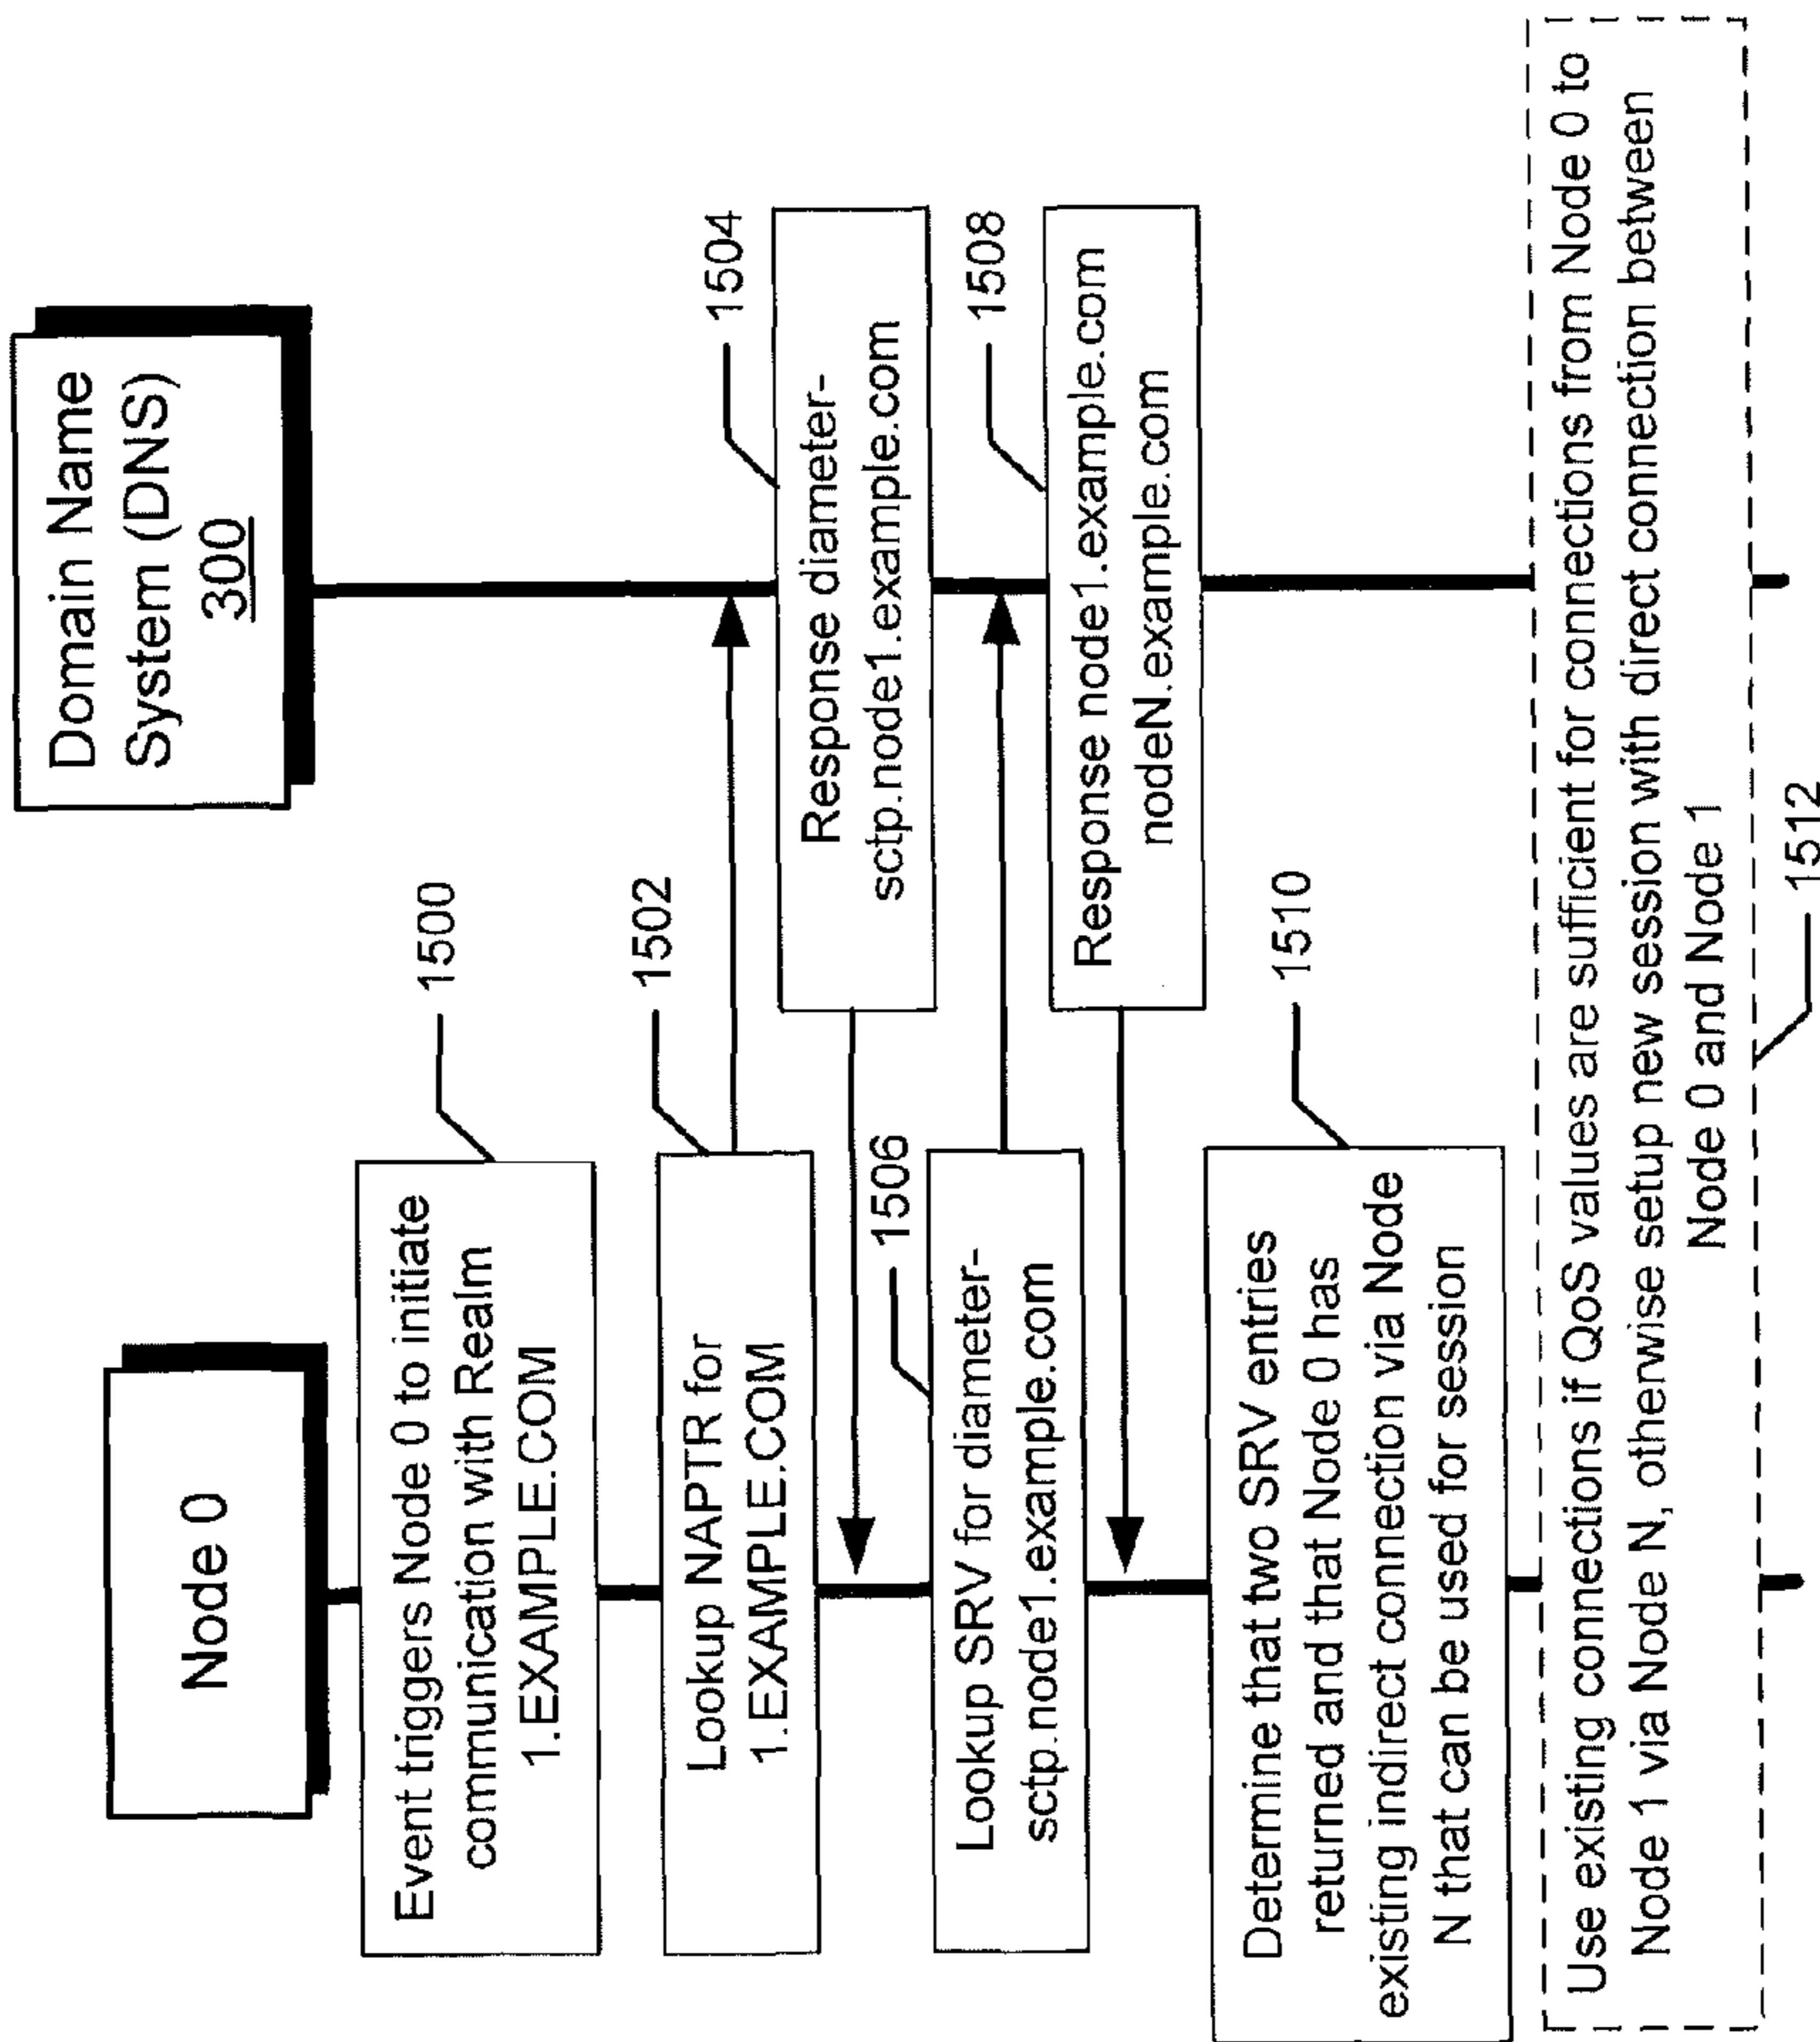 Node 0
Domain Name
System (DNS)
300
1500
Event triggers Node 0 to initiate
communication with Realm
1.EXAMPLE.COM
1502
Lookup NAPTR for
1.EXAMPLE.COM
1504
Response diameter-
sctp.node1.example.com
1506
Lookup SRV for diameter-
sctp.node1.example.com
1508
Response node1.example.com
nodeN.example.com
1510
Determine that two SRV entries
returned and that Node 0 has
existing indirect connection via Node
N that can be used for session
Use existing connections if QoS values are sufficient for connections from Node 0 to
Node 1 via Node N, otherwise setup new session with direct connection between
Node 0 and Node 1
1512